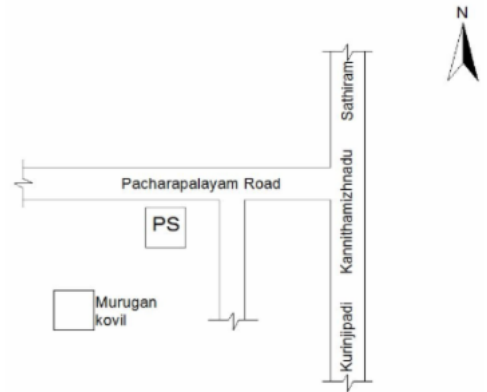 N
Sathiram
Pacharapalayam Road
Kannithamizhnadu
PS
Murugan
kovil
Kurinjipadi